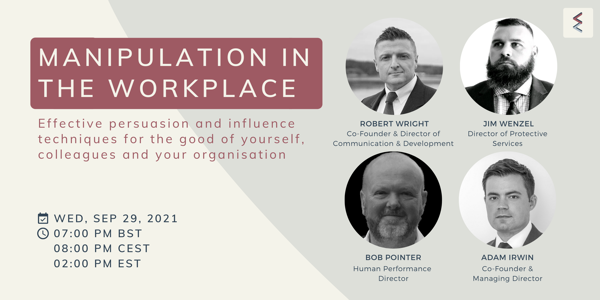 MANIPULATION IN
THE WORKPLACE
Effective persuasion and influence
techniques for the good of yourself,
colleagues and your organisation
WED, SEP 29, 2021
07:00 PM BST
08:00 PM CEST
02:00 PM EST
ROBERT WRIGHT
Co-Founder & Director of
Communication & Development
JIM WENZEL
Director of Protective
Services
BOB POINTER
Human Performance
Director
ADAM IRWIN
Co-Founder &
Managing Director